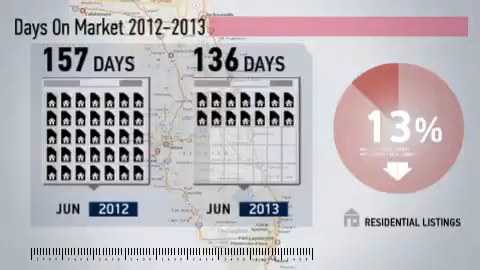 Days On Market 2012–2013
157 DAYS
136 DAYS
13%
JUN 2012
JUN 2013
RESIDENTIAL LISTINGS